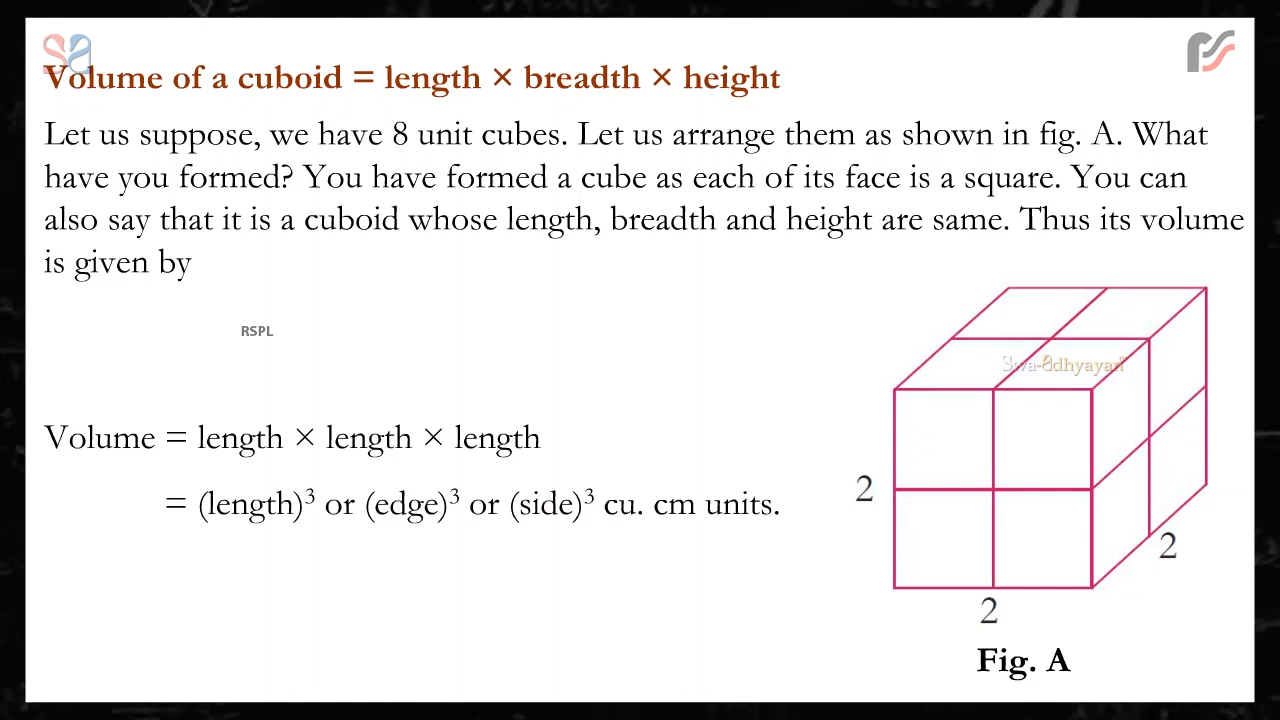 Volume of a cuboid = length × breadth × height
Let us suppose, we have 8 unit cubes. Let us arrange them as shown in fig. A. What
have you formed? You have formed a cube as each of its face is a square. You can
also say that it is a cuboid whose length, breadth and height are same. Thus its volume
is given by
RSPL
Swa-adhyayan
Volume = length × length × length
= (length)³ or (edge)³ or (side)³ cu. cm units.
2
2
2
Fig. A